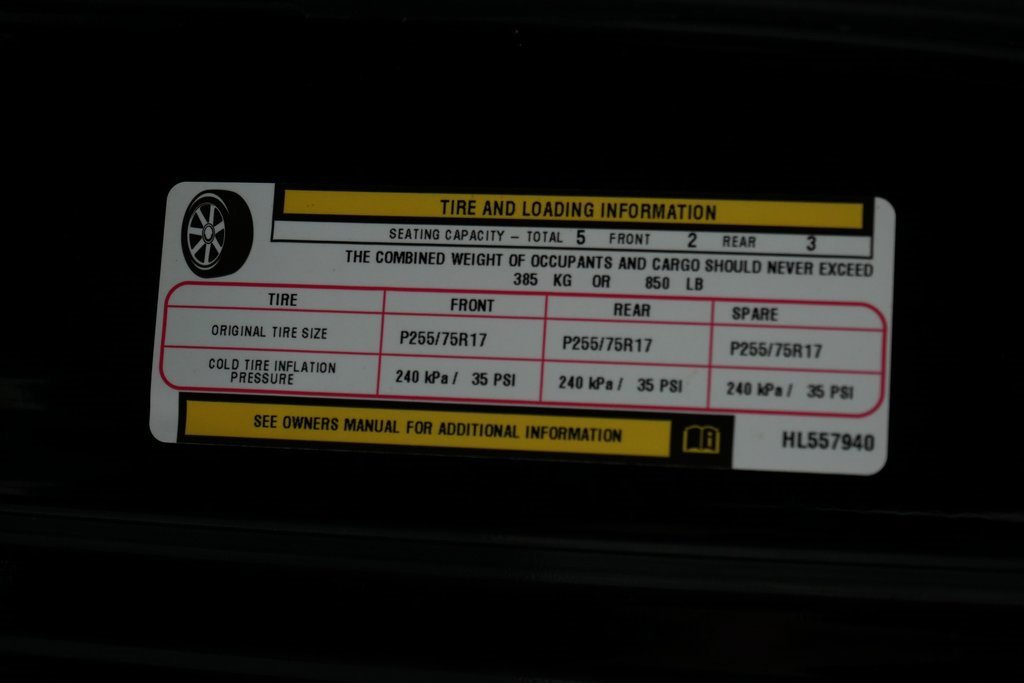 TIRE AND LOADING INFORMATION
SEATING CAPACITY – TOTAL 5 FRONT 2 REAR 3
THE COMBINED WEIGHT OF OCCUPANTS AND CARGO SHOULD NEVER EXCEED
385 KG OR 850 LB
TIRE FRONT REAR SPARE
ORIGINAL TIRE SIZE P255/75R17 P255/75R17 P255/75R17
COLD TIRE INFLATION
PRESSURE 240 kPa / 35 PSI 240 kPa / 35 PSI 240 kPa / 35 PSI
SEE OWNERS MANUAL FOR ADDITIONAL INFORMATION
HL557940